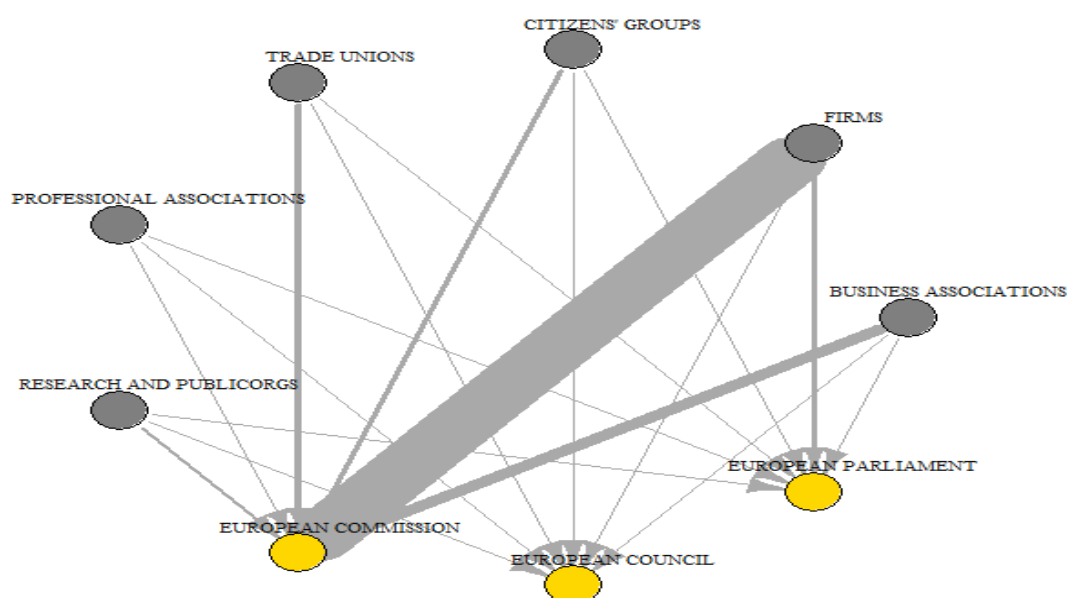 CITIZENS' GROUPS
TRADE UNIONS
FIRMS
PROFESSIONAL ASSOCIATIONS
BUSINESS ASSOCIATIONS
RESEARCH AND PUBLICORGS
EUROPEAN PARLIAMENT
EUROPEAN COMMISSION
EUROPEAN COUNCIL